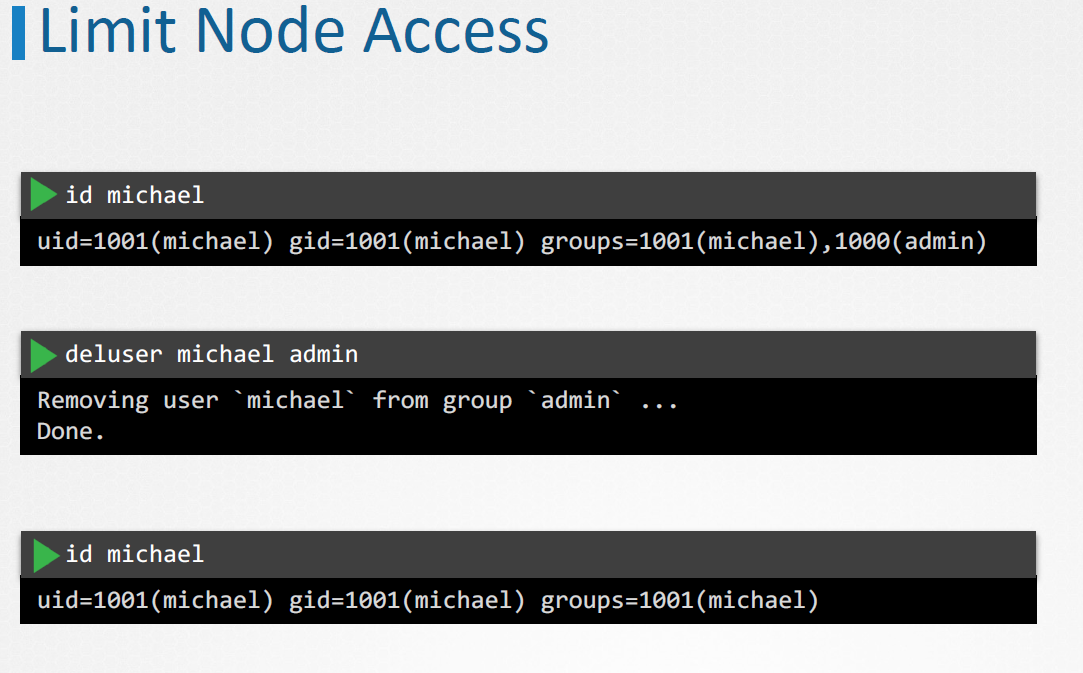 Limit Node Access
id michael
uid=1001(michael) gid=1001(michael) groups=1001(michael),1000(admin)
deluser michael admin
Removing user `michael` from group `admin` ...
Done.
id michael
uid=1001(michael) gid=1001(michael) groups=1001(michael)